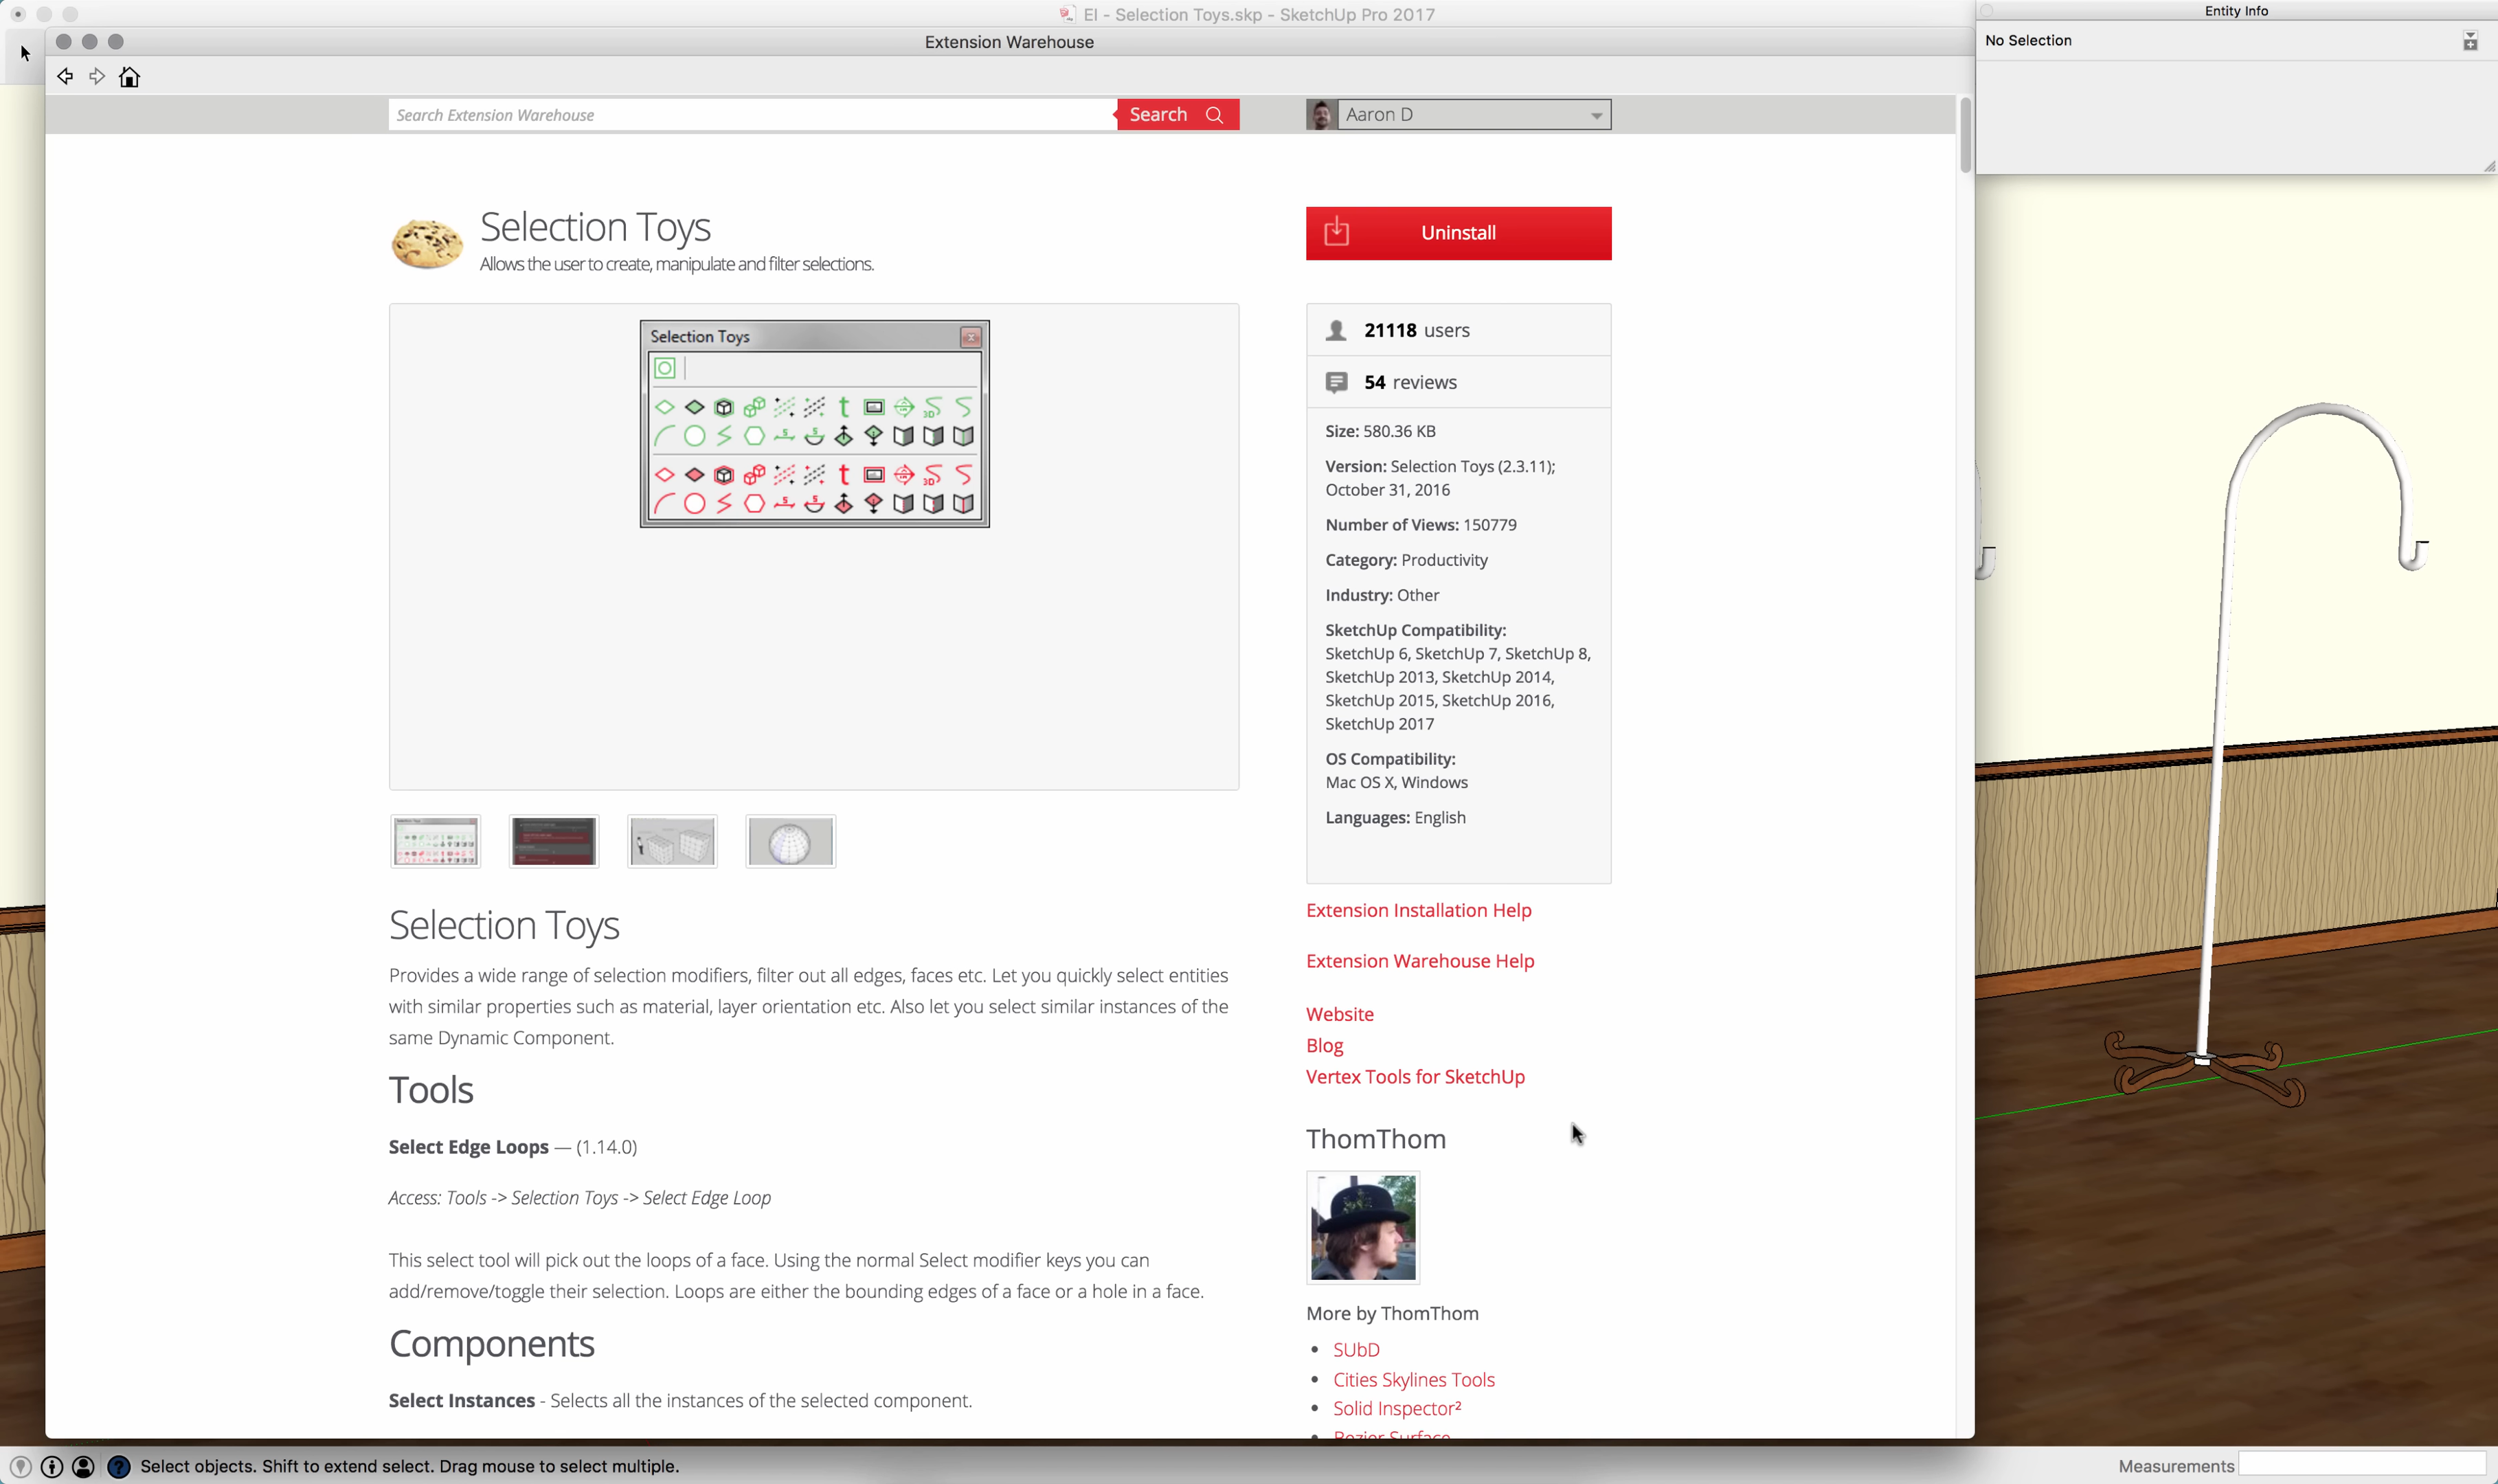 EI - Selection Toys.skp - SketchUp Pro 2017
Extension Warehouse
Search Extension Warehouse
Search
Aaron D
Entity Info
No Selection
Selection Toys
Allows the user to create, manipulate and filter selections.
Uninstall
Selection Toys
21118 users
54 reviews
Size: 580.36 KB
Version: Selection Toys (2.3.11);
October 31, 2016
Number of Views: 150779
Category: Productivity
Industry: Other
SketchUp Compatibility:
SketchUp 6, SketchUp 7, SketchUp 8,
SketchUp 2013, SketchUp 2014,
SketchUp 2015, SketchUp 2016,
SketchUp 2017
OS Compatibility:
Mac OS X, Windows
Languages: English
Selection Toys
Provides a wide range of selection modifiers, filter out all edges, faces etc. Let you quickly select entities
with similar properties such as material, layer orientation etc. Also let you select similar instances of the
same Dynamic Component.
Tools
Select Edge Loops — (1.14.0)
Access: Tools -> Selection Toys -> Select Edge Loop
This select tool will pick out the loops of a face. Using the normal Select modifier keys you can
add/remove/toggle their selection. Loops are either the bounding edges of a face or a hole in a face.
Components
Select Instances - Selects all the instances of the selected component.
Extension Installation Help
Extension Warehouse Help
Website
Blog
Vertex Tools for SketchUp
ThomThom
More by ThomThom
SUbD
Cities Skylines Tools
Solid Inspector²
Bezier Surface
Select objects. Shift to extend select. Drag mouse to select multiple.
Measurements